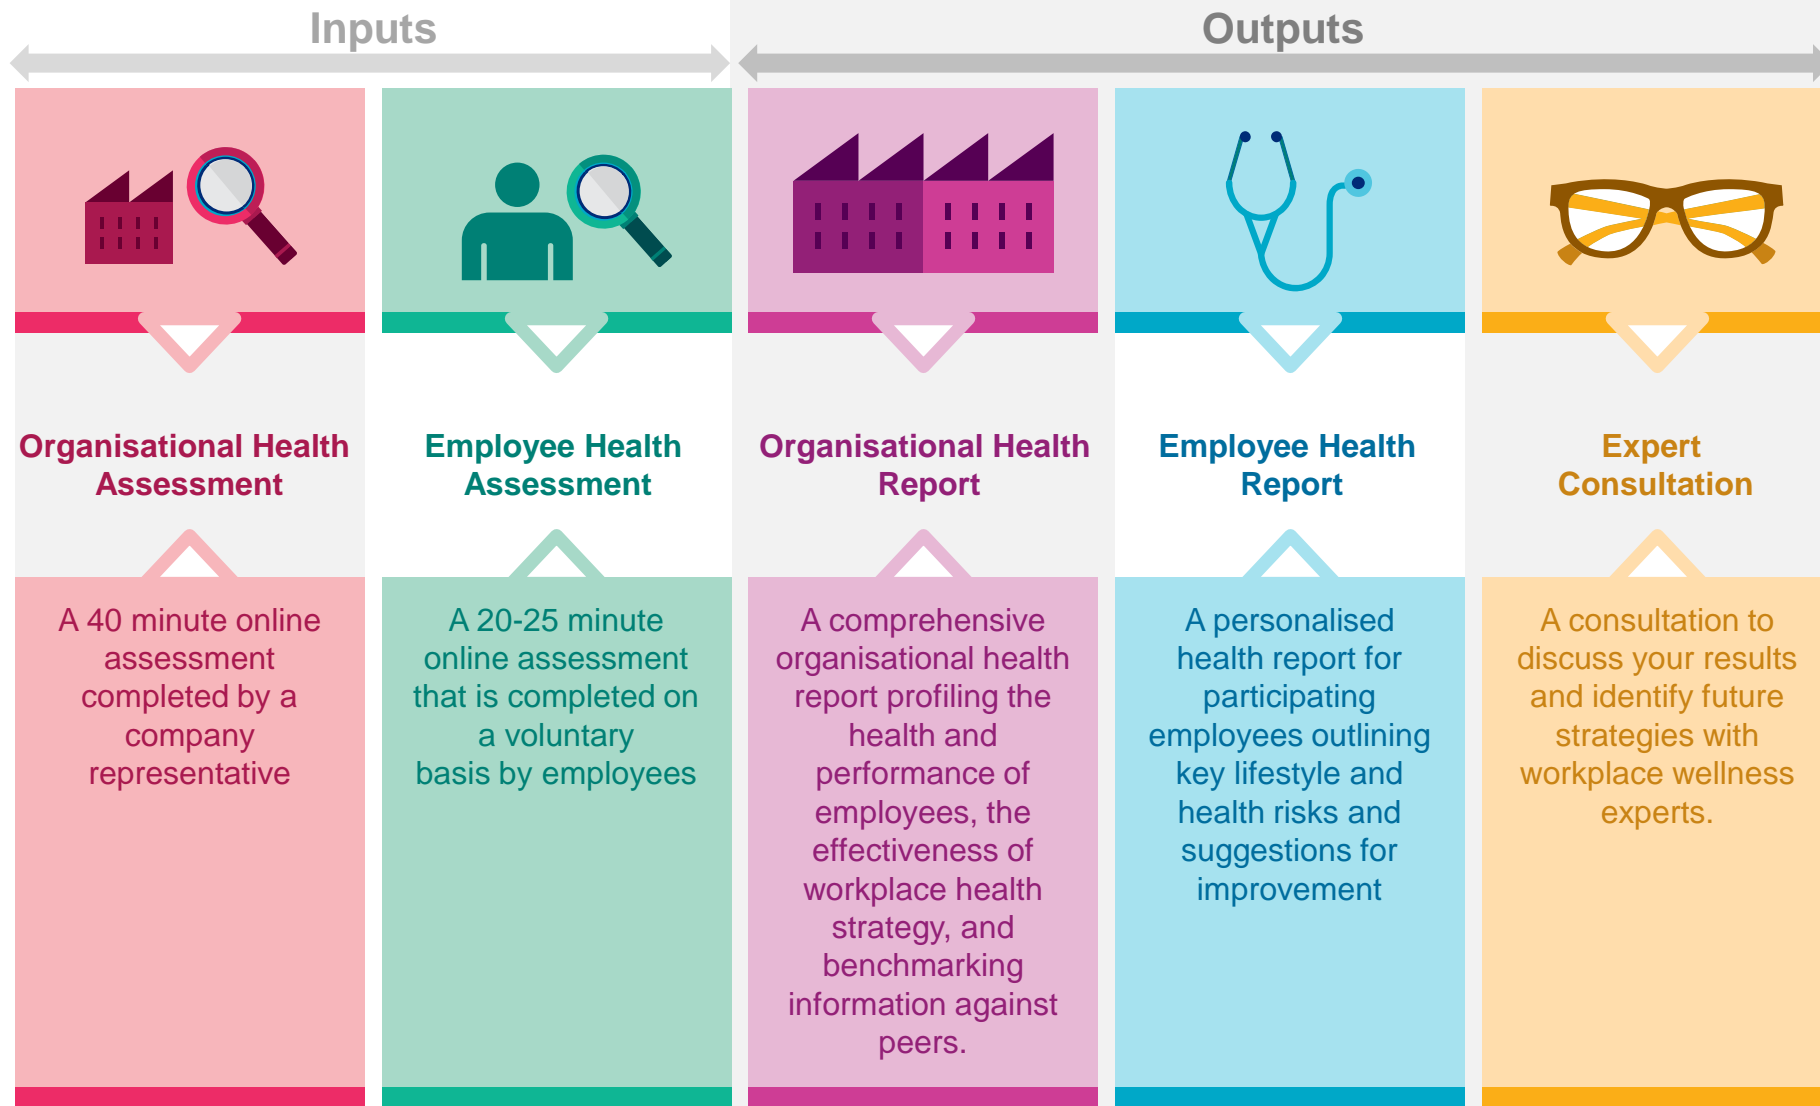 Inputs
Outputs
Organisational Health
Assessment
Employee Health
Assessment
Organisational Health
Report
Employee Health
Report
Expert
Consultation
A 40 minute online
assessment
completed by a
company
representative
A 20-25 minute
online assessment
that is completed on
a voluntary
basis by employees
A comprehensive
organisational health
report profiling the
health and
performance of
employees, the
effectiveness of
workplace health
strategy, and
benchmarking
information against
peers.
A personalised
health report for
participating
employees outlining
key lifestyle and
health risks and
suggestions for
improvement
A consultation to
discuss your results
and identify future
strategies with
workplace wellness
experts.